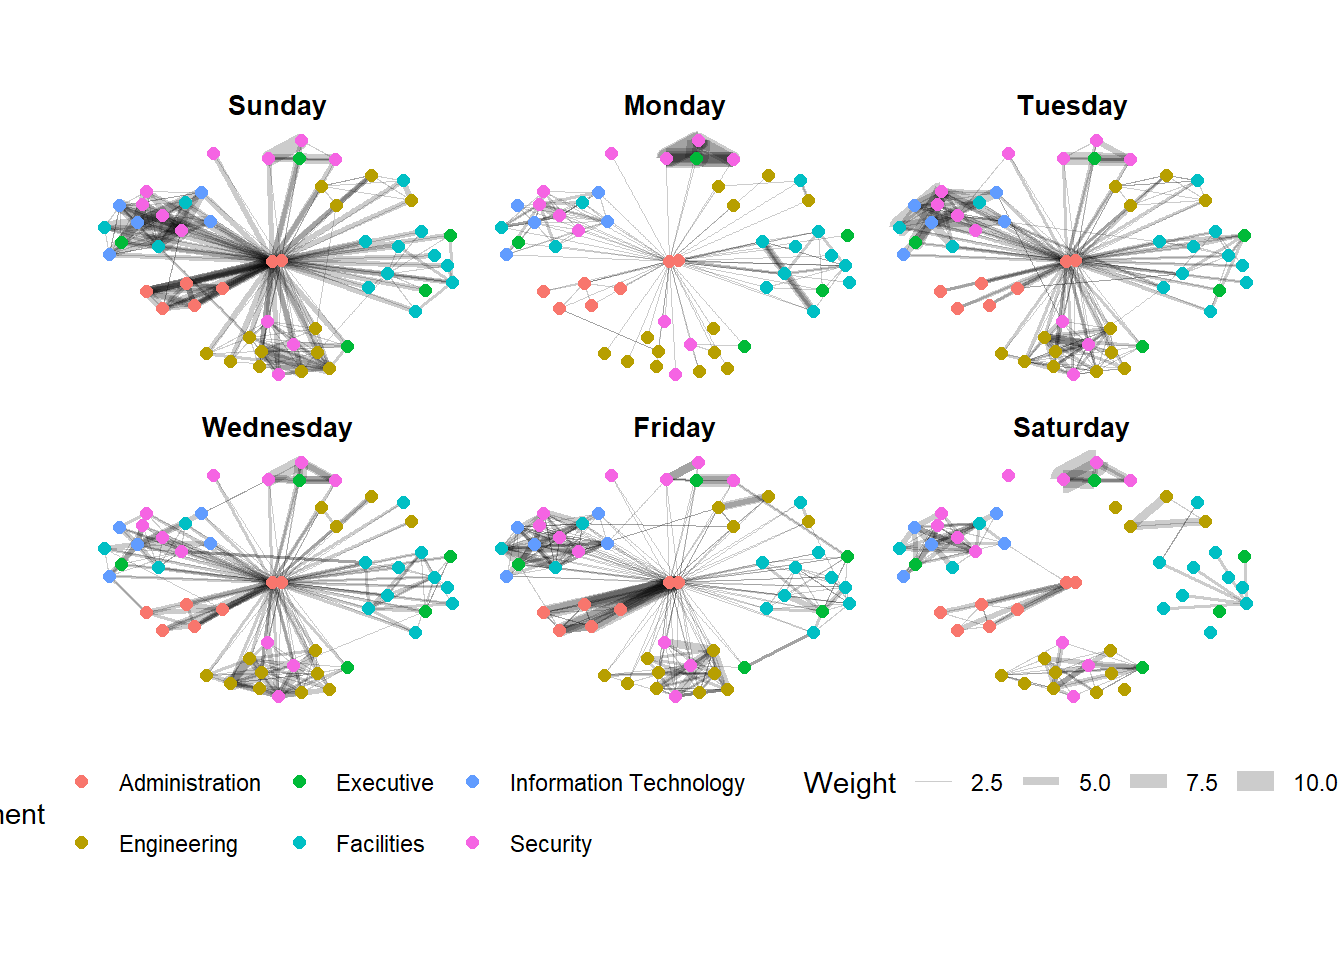 Sunday Monday Tuesday
Wednesday Friday Saturday
Administration Executive Information Technology Weight 2.5 5.0 7.5 10.0
Engineering Facilities Security